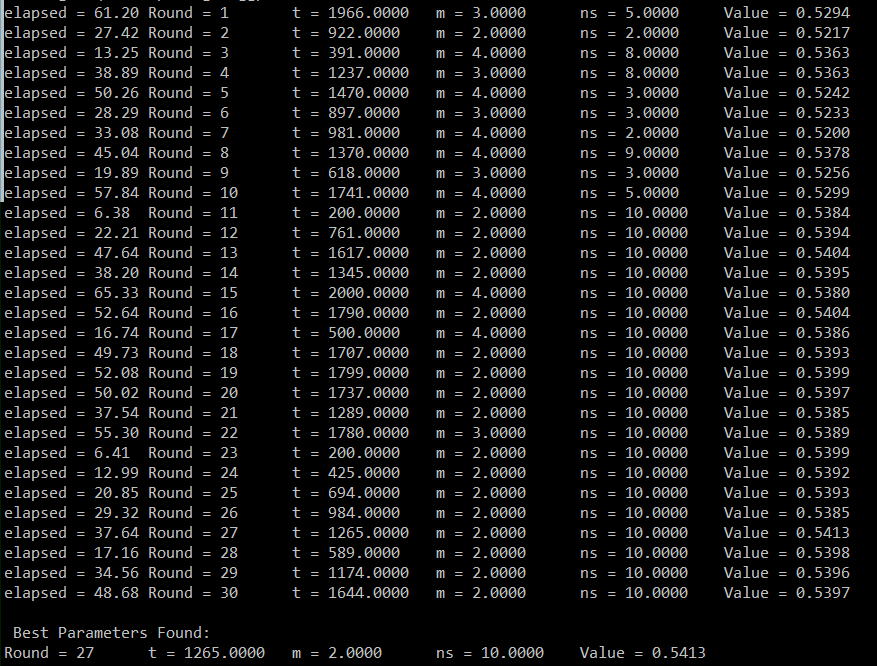 elapsed = 61.20 Round = 1 t = 1966.0000 m = 3.0000 ns = 5.0000 Value = 0.5294
elapsed = 27.42 Round = 2 t = 922.0000 m = 2.0000 ns = 2.0000 Value = 0.5217
elapsed = 13.25 Round = 3 t = 391.0000 m = 4.0000 ns = 8.0000 Value = 0.5363
elapsed = 38.89 Round = 4 t = 1237.0000 m = 3.0000 ns = 8.0000 Value = 0.5363
elapsed = 50.26 Round = 5 t = 1470.0000 m = 4.0000 ns = 3.0000 Value = 0.5242
elapsed = 28.29 Round = 6 t = 897.0000 m = 3.0000 ns = 3.0000 Value = 0.5233
elapsed = 33.08 Round = 7 t = 981.0000 m = 4.0000 ns = 2.0000 Value = 0.5200
elapsed = 45.04 Round = 8 t = 1370.0000 m = 4.0000 ns = 9.0000 Value = 0.5378
elapsed = 19.89 Round = 9 t = 618.0000 m = 3.0000 ns = 3.0000 Value = 0.5256
elapsed = 57.84 Round = 10 t = 1741.0000 m = 4.0000 ns = 5.0000 Value = 0.5299
elapsed = 6.38 Round = 11 t = 200.0000 m = 2.0000 ns = 10.0000 Value = 0.5384
elapsed = 22.21 Round = 12 t = 761.0000 m = 2.0000 ns = 10.0000 Value = 0.5394
elapsed = 47.64 Round = 13 t = 1617.0000 m = 2.0000 ns = 10.0000 Value = 0.5404
elapsed = 38.20 Round = 14 t = 1345.0000 m = 2.0000 ns = 10.0000 Value = 0.5395
elapsed = 65.33 Round = 15 t = 2000.0000 m = 4.0000 ns = 10.0000 Value = 0.5380
elapsed = 52.64 Round = 16 t = 1790.0000 m = 2.0000 ns = 10.0000 Value = 0.5404
elapsed = 16.74 Round = 17 t = 500.0000 m = 4.0000 ns = 10.0000 Value = 0.5386
elapsed = 49.73 Round = 18 t = 1707.0000 m = 2.0000 ns = 10.0000 Value = 0.5393
elapsed = 52.08 Round = 19 t = 1799.0000 m = 2.0000 ns = 10.0000 Value = 0.5399
elapsed = 50.02 Round = 20 t = 1737.0000 m = 2.0000 ns = 10.0000 Value = 0.5397
elapsed = 37.54 Round = 21 t = 1289.0000 m = 2.0000 ns = 10.0000 Value = 0.5385
elapsed = 55.30 Round = 22 t = 1780.0000 m = 3.0000 ns = 10.0000 Value = 0.5389
elapsed = 6.41 Round = 23 t = 200.0000 m = 2.0000 ns = 10.0000 Value = 0.5399
elapsed = 12.99 Round = 24 t = 425.0000 m = 2.0000 ns = 10.0000 Value = 0.5392
elapsed = 20.85 Round = 25 t = 694.0000 m = 2.0000 ns = 10.0000 Value = 0.5393
elapsed = 29.32 Round = 26 t = 984.0000 m = 2.0000 ns = 10.0000 Value = 0.5385
elapsed = 37.64 Round = 27 t = 1265.0000 m = 2.0000 ns = 10.0000 Value = 0.5413
elapsed = 17.16 Round = 28 t = 589.0000 m = 2.0000 ns = 10.0000 Value = 0.5398
elapsed = 34.56 Round = 29 t = 1174.0000 m = 2.0000 ns = 10.0000 Value = 0.5396
elapsed = 48.68 Round = 30 t = 1644.0000 m = 2.0000 ns = 10.0000 Value = 0.5397
Best Parameters Found:
Round = 27 t = 1265.0000 m = 2.0000 ns = 10.0000 Value = 0.5413